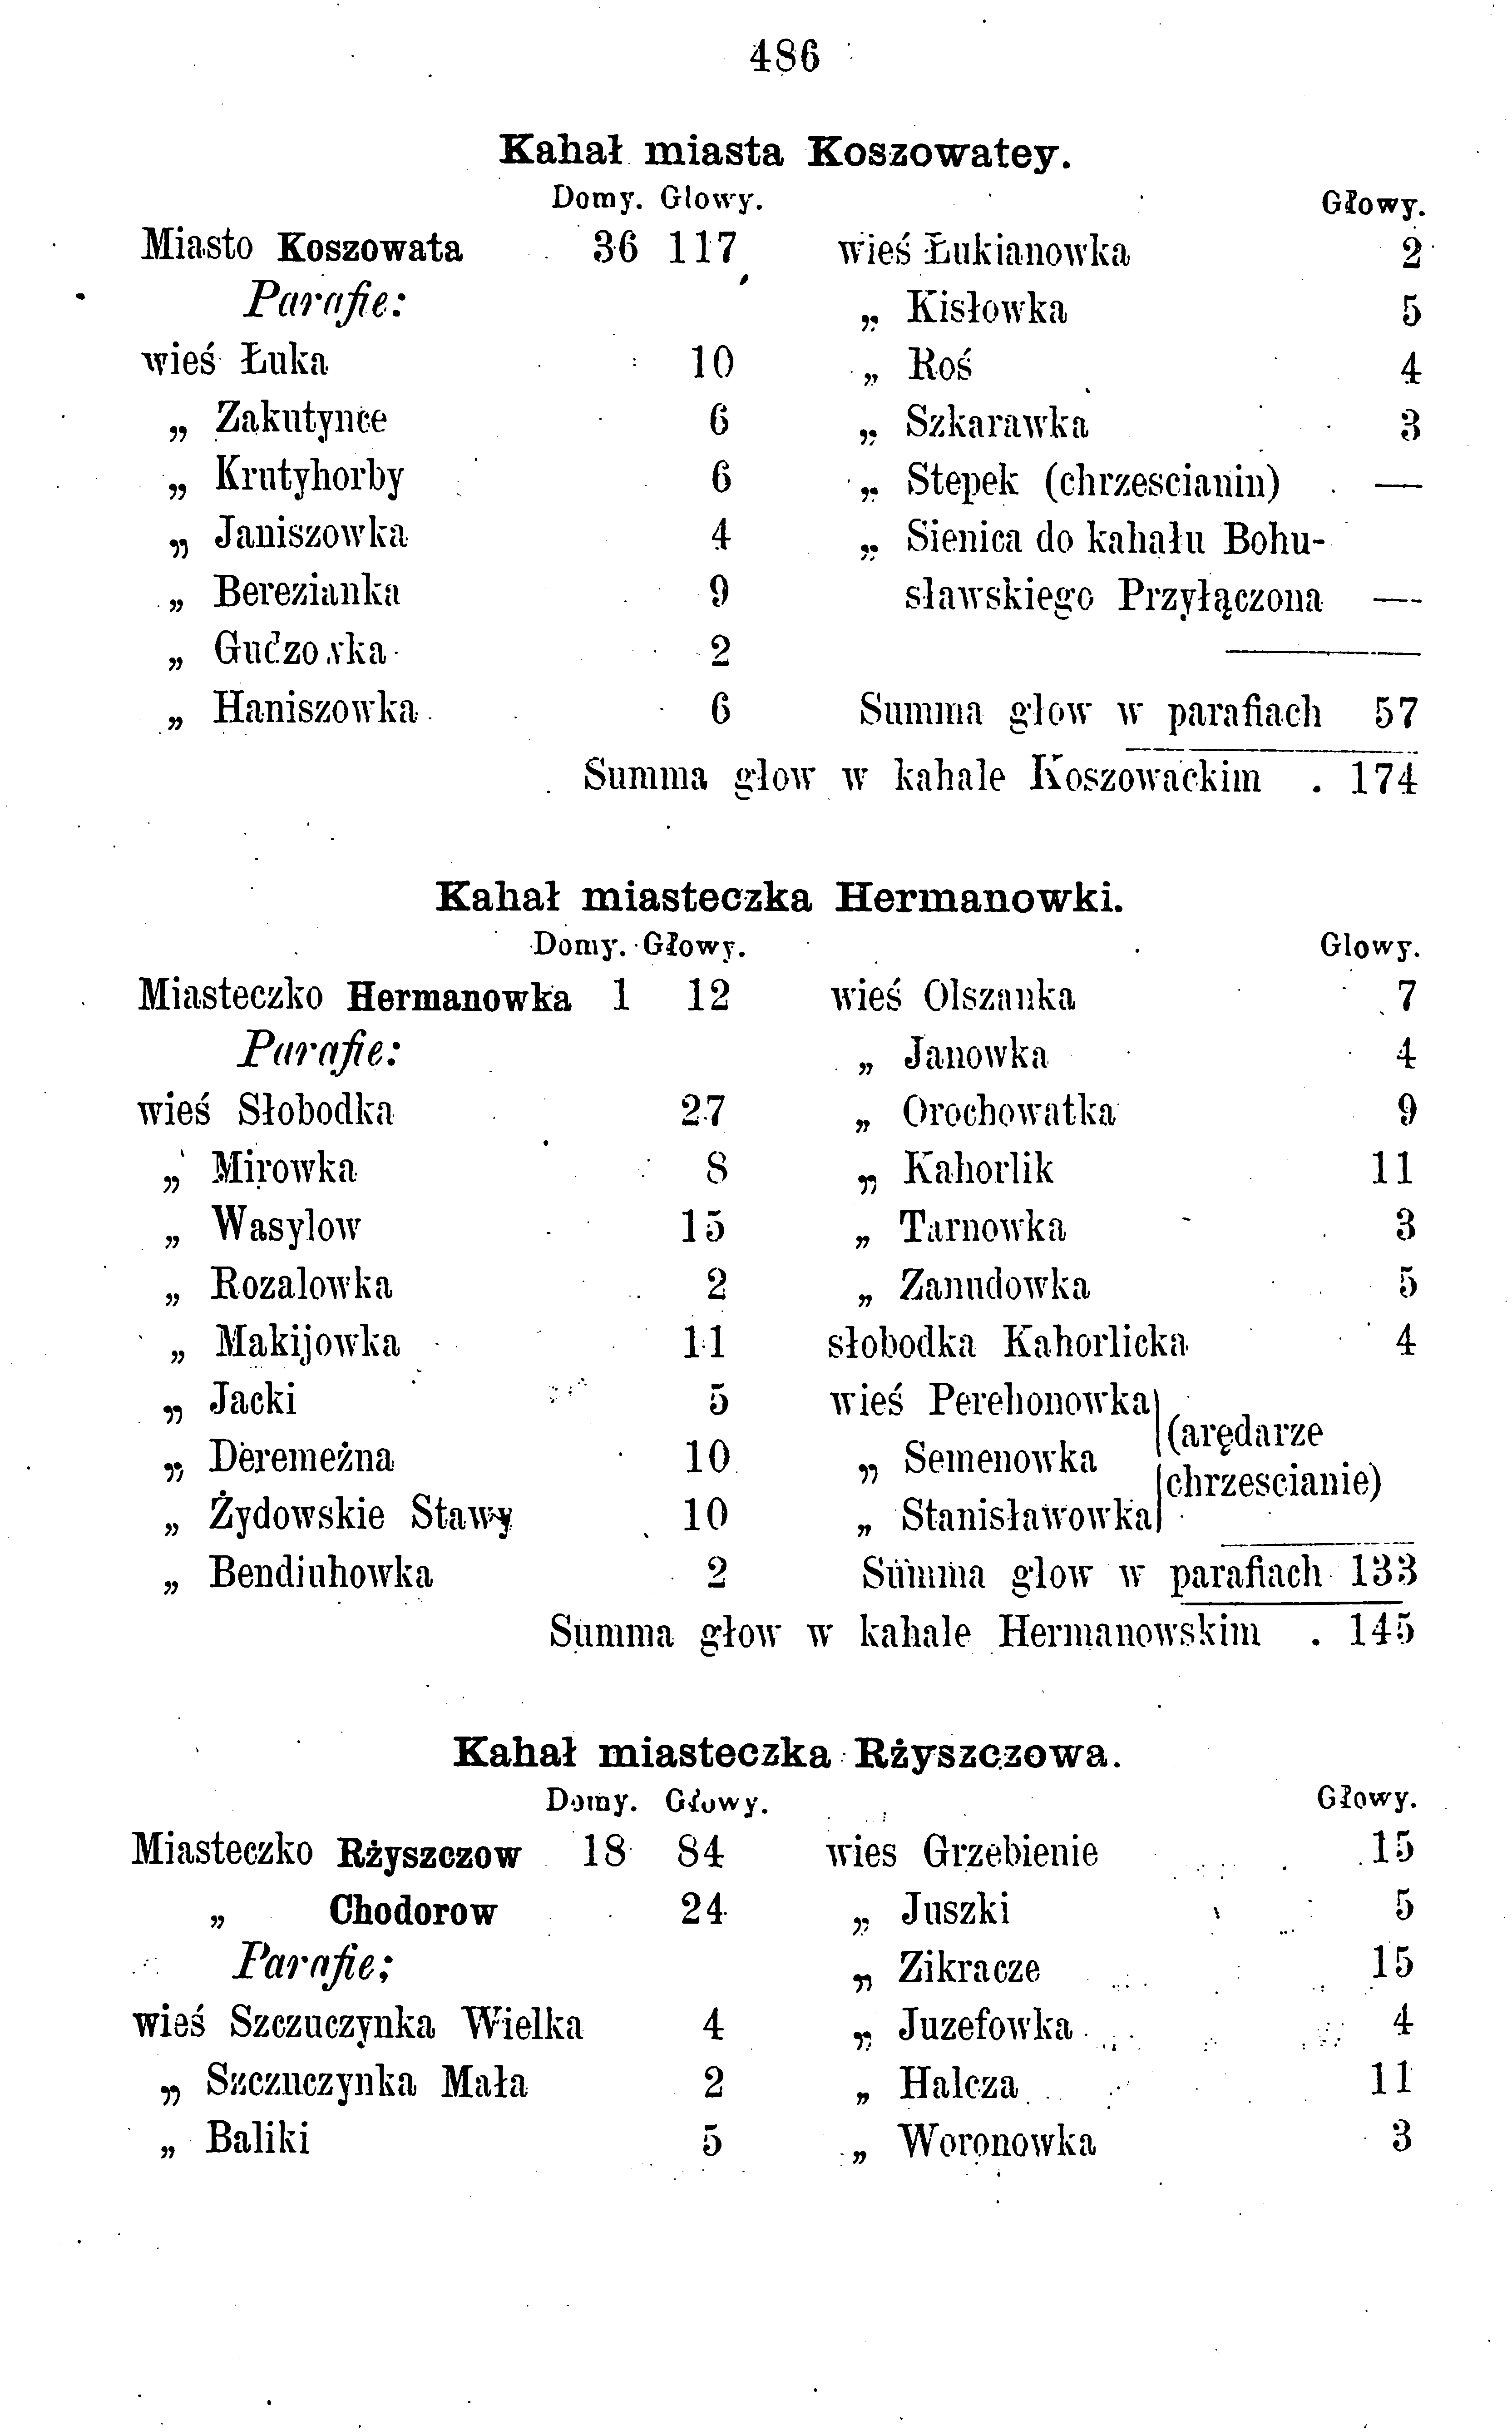 486
Kahał miasta Koszowatey.
Domy. Glowy.
Miasto Koszowata 36 117
Parafie:
wieś Łuka 10
„ Zakutynce 6
„ Krutyhorby 6
„ Janiszowka 4
„ Berezianka 9
„ Gudzowka 2
„ Haniszowka 6
Głowy.
wieś Łukianowka 2
„ Kisłowka 5
„ Roś 4
„ Szkarawka 3
„ Stepek (chrzescianin) —
„ Sienica do kahału Bohu-
sławskiego Przyłączona —
Summa głow w parafiach 57
Summa głow w kahale Koszowackim . 174
Kahał miasteczka Hermanowki.
Domy. Głowy.
Miasteczko Hermanowka 1 12
Parafie:
wieś Słobodka 27
„ Mirowka 8
„ Wasylow 15
„ Rozalowka 2
„ Makijowka 11
„ Jacki 5
„ Deremeżna 10
„ Żydowskie Stawy 10
„ Bendiuhowka 2
Glowy.
wieś Olszanka 7
„ Janowka 4
„ Orochowatka 9
„ Kahorlik 11
„ Tarnowka 3
„ Zanudowka 5
słobodka Kahorlicka 4
wieś Perehonowka
„ Semenowka (arędarze
chrzescianie)
„ Stanisławowka
Summa glow w parafiach 133
Summa głow w kahale Hermanowskim . 145
Kahał miasteczka Rżyszczowa.
Domy. Głowy.
Miasteczko Rżyszczow 18 84
„ Chodorow 24
Parafie:
wieś Szczuczynka Wielka 4
„ Szczuczynka Mała 2
„ Baliki 5
Głowy.
wies Grzebienie 15
„ Juszki 5
„ Zikracze 15
„ Juzefowka 4
„ Halcza 11
„ Woronowka 3